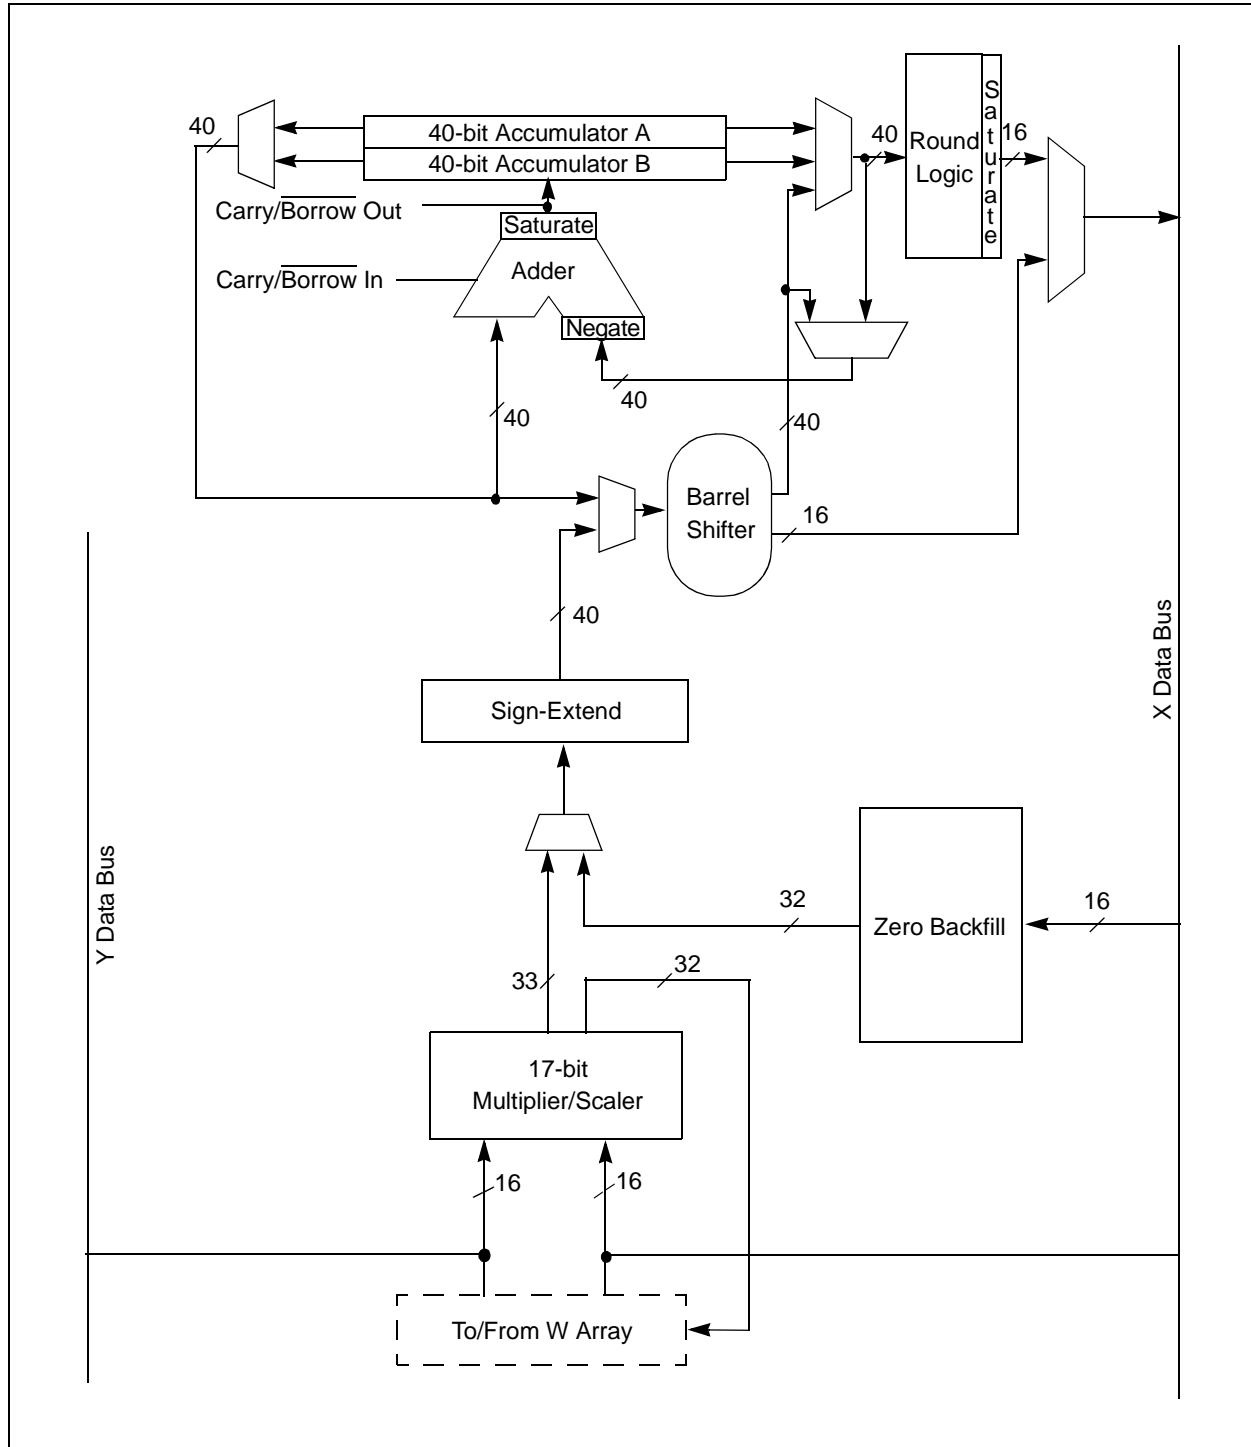 40
40-bit Accumulator A
40-bit Accumulator B
Carry/Borrow Out
Saturate
Carry/Borrow In
Adder
Negate
40
Round
Logic
Saturate
16
40
40
40
Barrel
Shifter
16
40
Sign-Extend
X Data Bus
Y Data Bus
32
Zero Backfill
16
33
32
17-bit
Multiplier/Scaler
16
16
To/From W Array